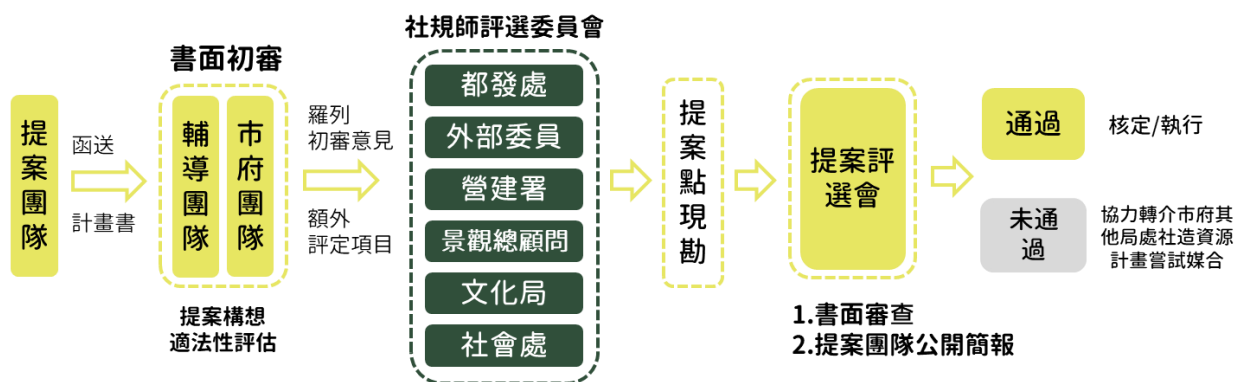 提案團隊
函送
計畫書
書面初審
輔導團隊
市府團隊
提案構想
適法性評估
羅列
初審意見
額外
評定項目
社規師評選委員會
都發處
外部委員
營建署
景觀總顧問
文化局
社會處
提案點現勘
提案評
選會
1.書面審查
2.提案團隊公開簡報
通過
核定/執行
未通
過
協力轉介市府其
他局處社造資源
計畫嘗試媒合